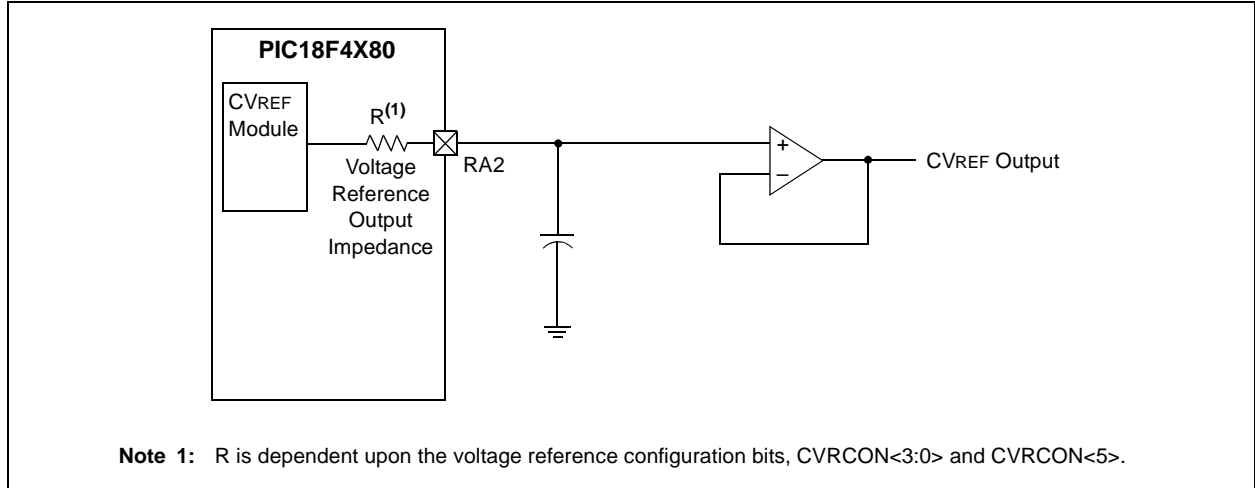 PIC18F4X80
CVREF
Module
R(1)
Voltage
Reference
Output
Impedance
RA2
+
–
CVREF Output
Note 1: R is dependent upon the voltage reference configuration bits, CVRCON<3:0> and CVRCON<5>.